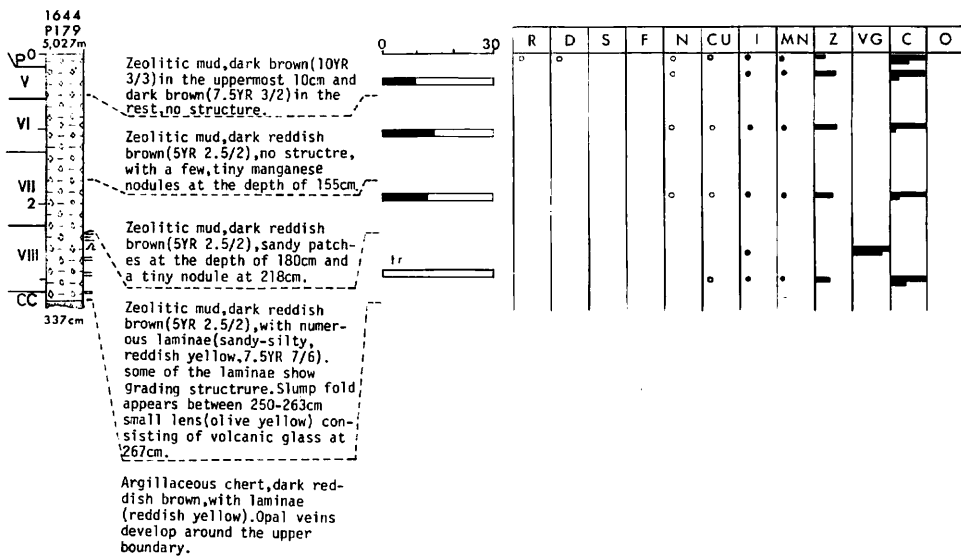 1644
P179
5,027m
0
P
V
VI
VII
2
VIII
CC
337cm
Zeolitic mud,dark brown(10YR
3/3)in the uppermost 10cm and
dark brown(7.5YR 3/2)in the
rest,no structure.
Zeolitic mud,dark reddish
brown(5YR 2.5/2),no structre,
with a few,tiny manganese
nodules at the depth of 155cm
Zeolitic mud,dark reddish
brown(5YR 2.5/2),sandy patch-
es at the depth of 180cm and
a tiny nodule at 218cm.
Zeolitic mud,dark reddish
brown(5YR 2.5/2),with numer-
ous laminae(sandy-silty,
reddish yellow,7.5YR 7/6).
some of the laminae show
grading structrure.Slump fold
appears between 250-263cm
small lens(olive yellow) con-
sisting of volcanic glass at
267cm.
Argillaceous chert,dark red-
dish brown,with laminae
(reddish yellow).Opal veins
develop around the upper
boundary.
0 30
tr
R D S F N CU I MN Z VG C O